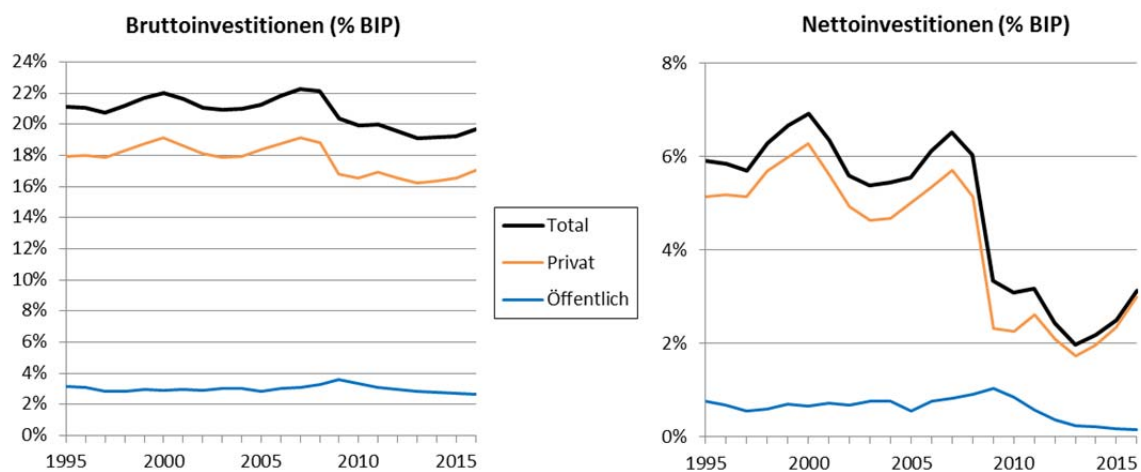 Bruttoinvestitionen (% BIP)
24%
22%
20%
18%
16%
14%
12%
10%
8%
6%
4%
2%
0%
1995 2000 2005 2010 2015
Total
Privat
Öffentlich
Nettoinvestitionen (% BIP)
8%
6%
4%
2%
0%
1995 2000 2005 2010 2015